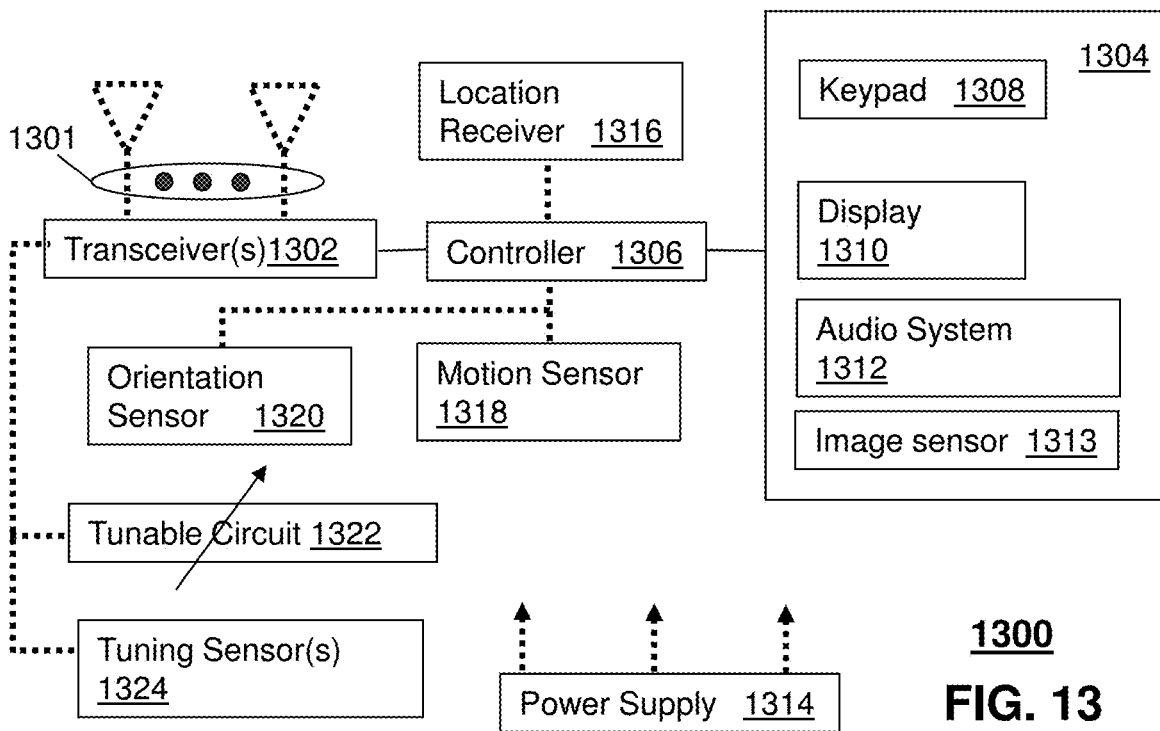 1304
Keypad 1308
Location
Receiver 1316
1301
Display
1310
Transceiver(s)1302
Controller 1306
Audio System
1312
Orientation
Sensor 1320
Motion Sensor
1318
Image sensor 1313
Tunable Circuit 1322
Tuning Sensor(s)
1324
Power Supply 1314
1300
FIG. 13